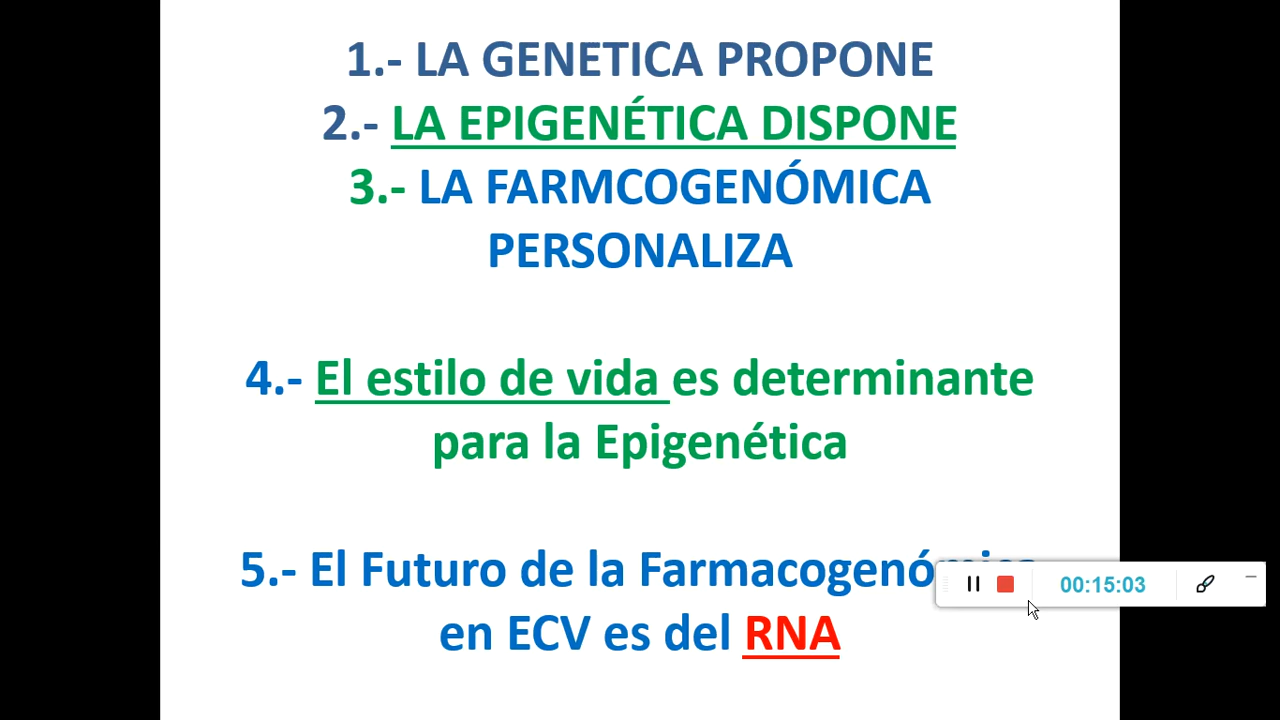 1.- LA GENETICA PROPONE
2.- LA EPIGENÉTICA DISPONE
3.- LA FARMCOGENÓMICA
PERSONALIZA
4.- El estilo de vida es determinante
para la Epigenética
5.- El Futuro de la Farmacogenómica
en ECV es del RNA
00:15:03